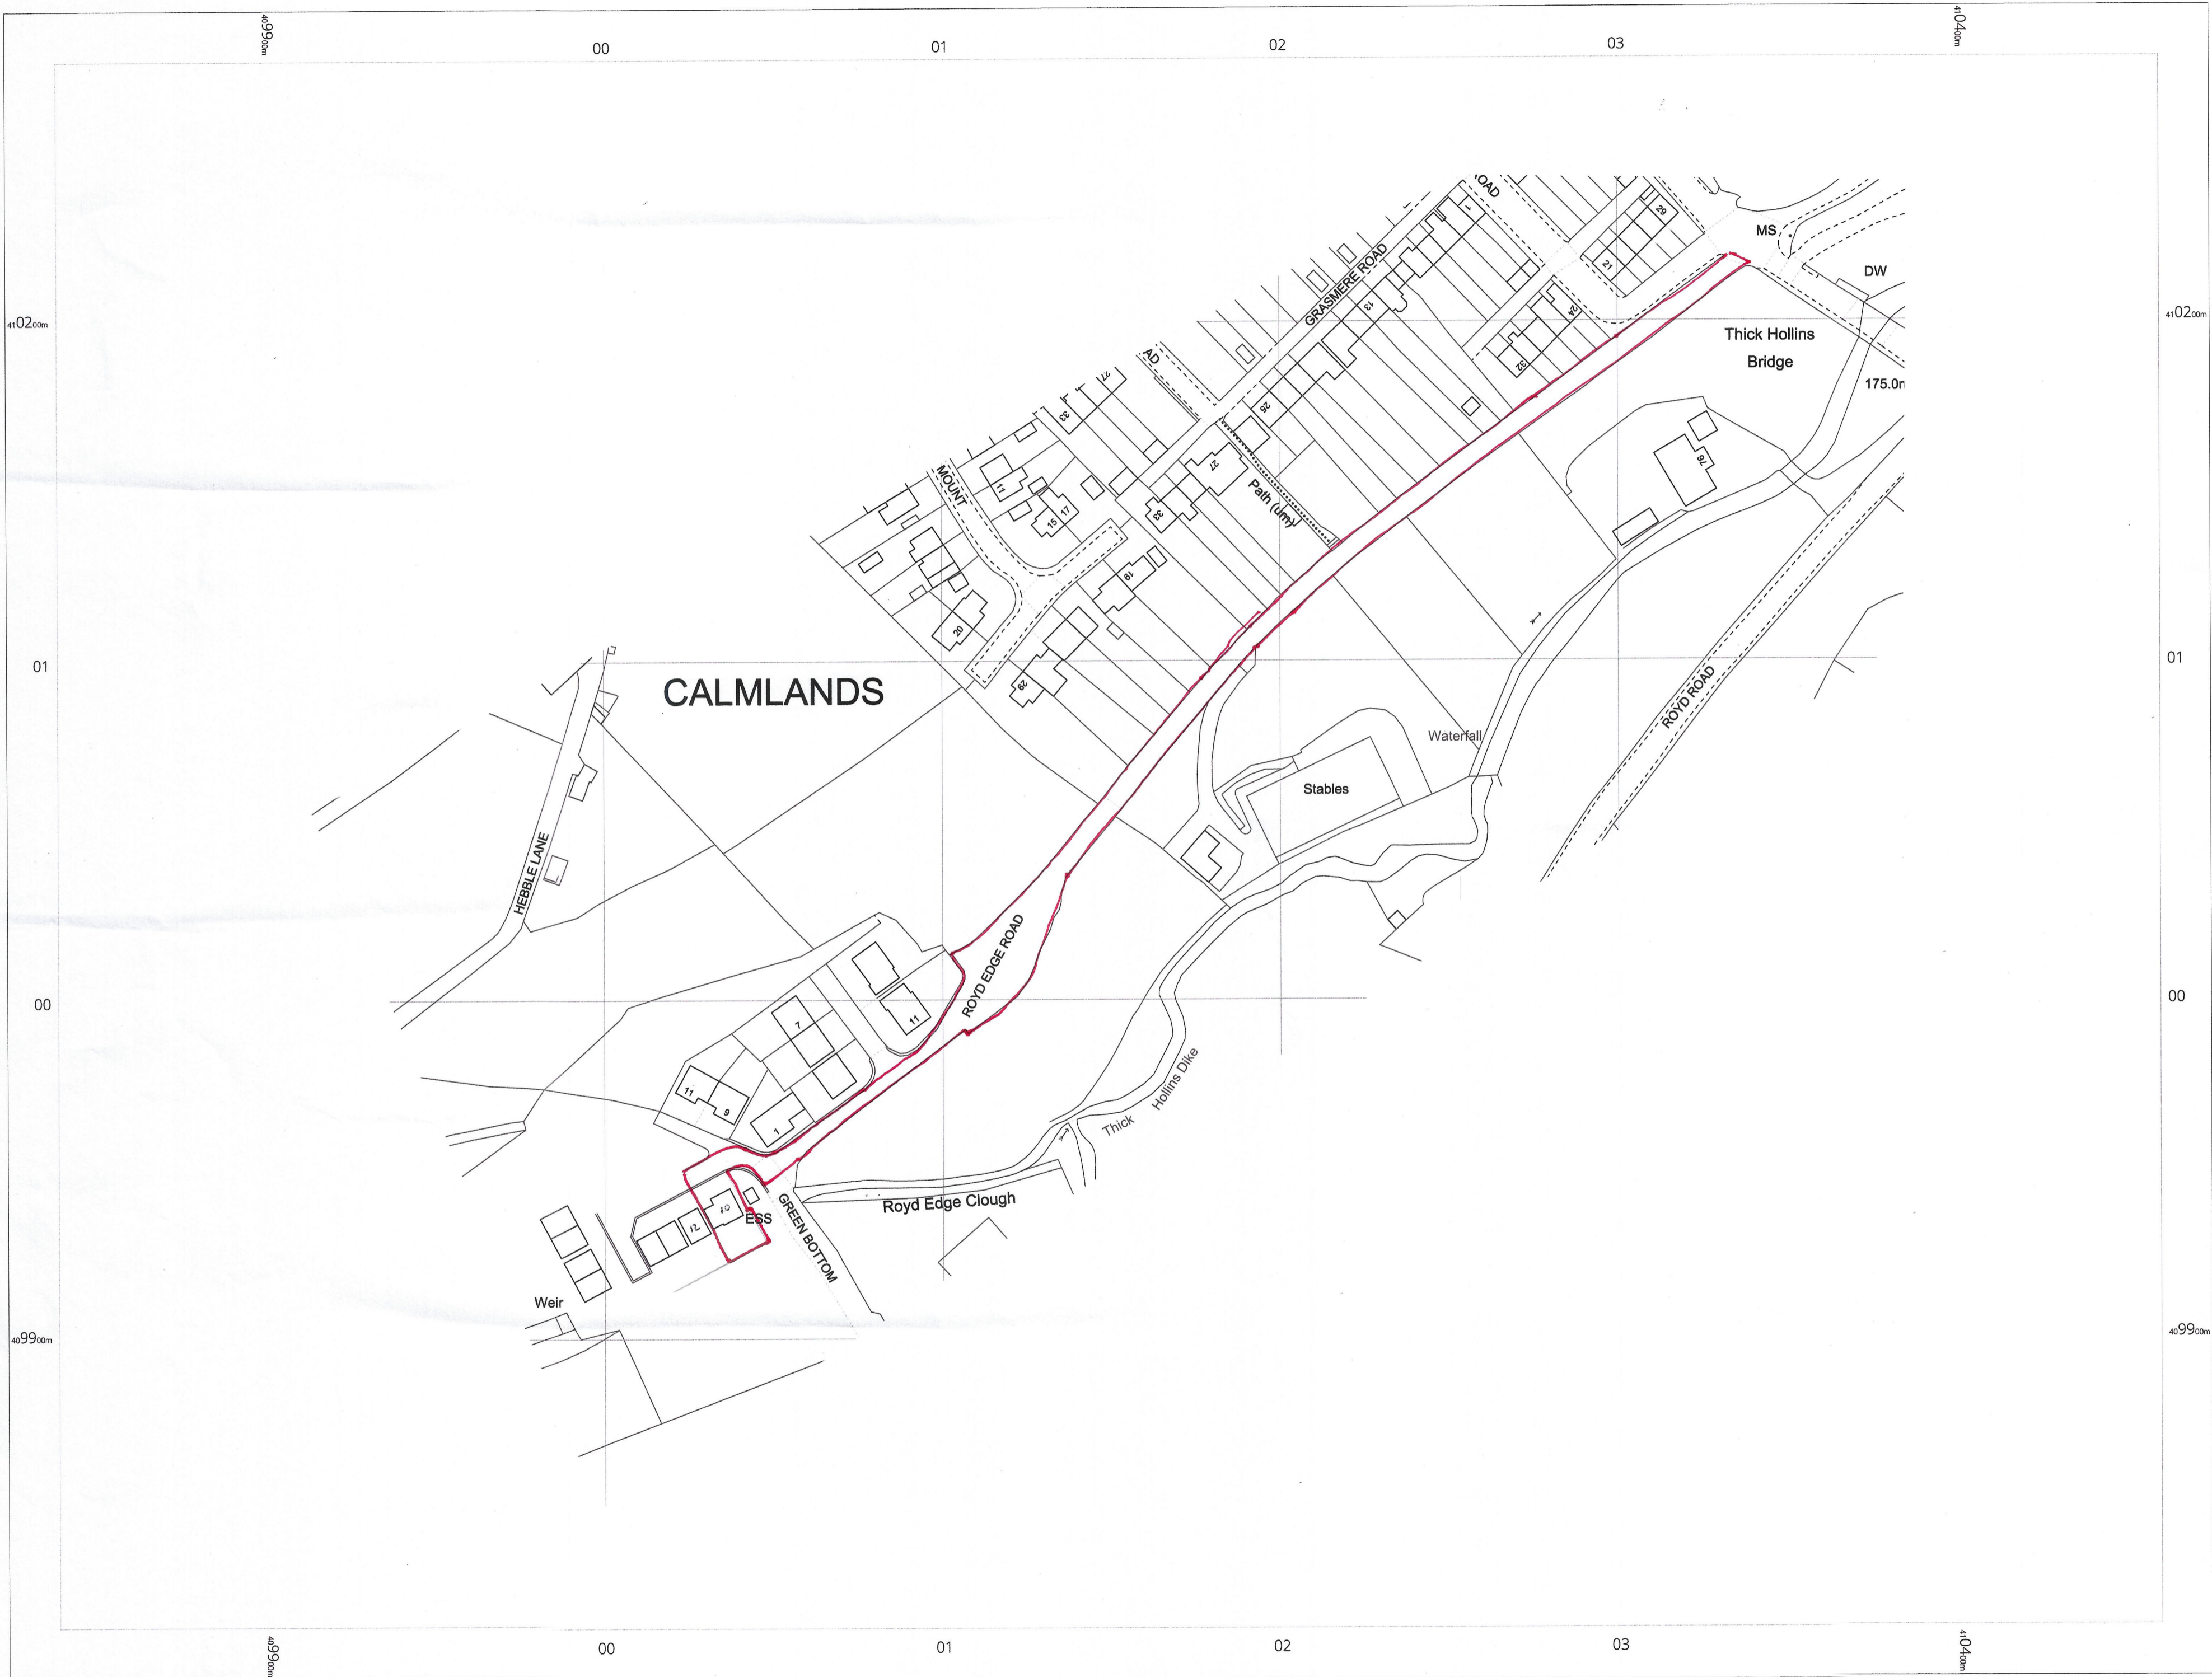 4099 00m
00
01
02
03
4104 00m
ROAD
1
29
MS
21
DW
GRASMERE ROAD
13
24
4102 00m
4102 00m
Thick Hollins
Bridge
32
175.0m
AD
27
33
25
76
27
MOUNT
11
17
15
Path (um)
33
19
20
01
01
CALMLANDS
29
ROYD ROAD
Waterfall
Stables
HEBBLE LANE
ROYD EDGE ROAD
00
00
11
7
11
9
1
Thick
Hollins Dike
Royd Edge Clough
10
12
ESS
GREEN BOTTOM
Weir
4099 00m
4099 00m
4099 00m
00
01
02
03
4104 00m